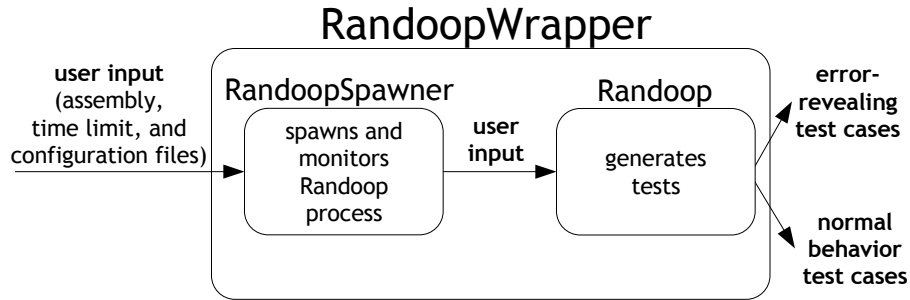 RandoopWrapper
user input
(assembly,
time limit, and
configuration files)
RandoopSpawner
spawns and
monitors
Randoop
process
user
input
Randoop
generates
tests
error-
revealing
test cases
normal
behavior
test cases